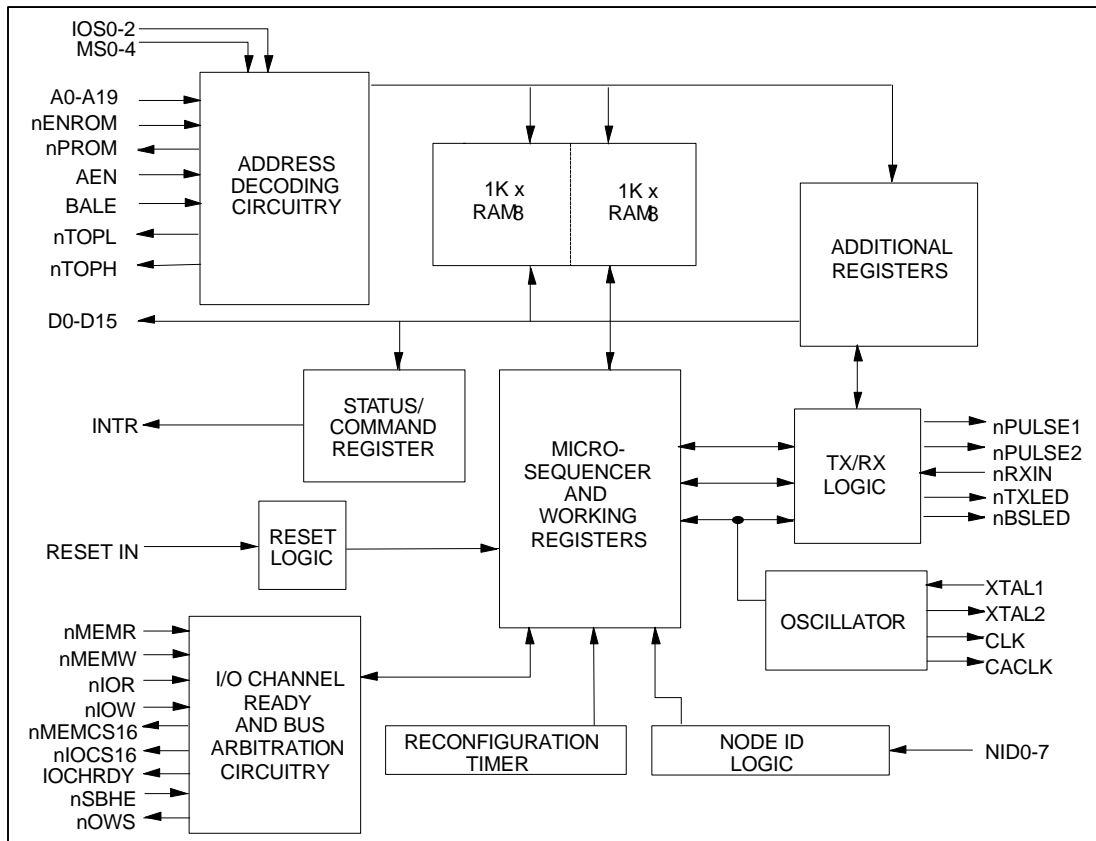 IOS0-2
MS0-4
A0-A19
nENROM
nPROM
AEN
BALE
nTOPL
nTOPH
ADDRESS
DECODING
CIRCUITRY
1K x
RAM8
1K x
RAM8
ADDITIONAL
REGISTERS
D0-D15
INTR
STATUS/
COMMAND
REGISTER
MICRO-
SEQUENCER
AND
WORKING
REGISTERS
TX/RX
LOGIC
nPULSE1
nPULSE2
nRXIN
nTXLED
nBSLED
RESET IN
RESET
LOGIC
OSCILLATOR
XTAL1
XTAL2
CLK
CACLK
nMEMR
nMEMW
nIOR
nIOW
nMEMCS16
nIOCS16
IOCHRDY
nSBHE
nOWS
I/O CHANNEL
READY
AND BUS
ARBITRATION
CIRCUITRY
RECONFIGURATION
TIMER
NODE ID
LOGIC
NID0-7